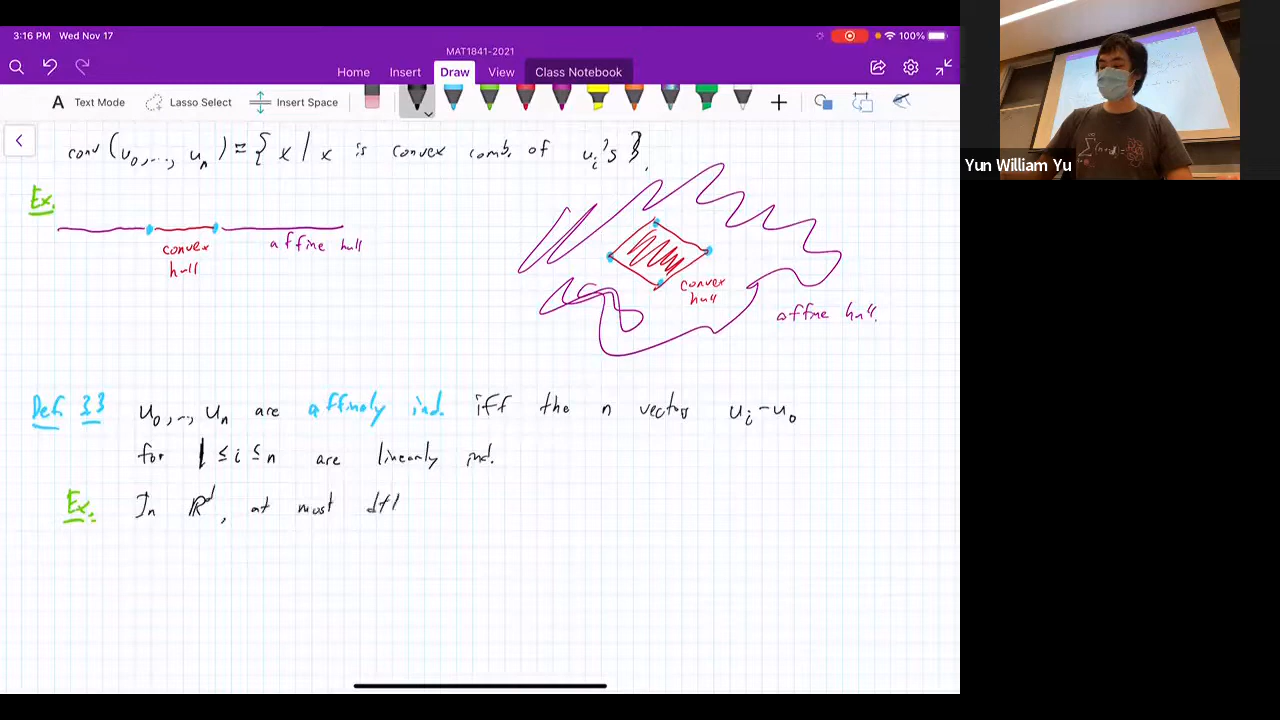 3:16 PM Wed Nov 17
100%
MAT1841-2021
Home Insert Draw View Class Notebook
A Text Mode Lasso Select Insert Space
conv (u₀,..., uₙ) = { x / x is convex comb. of uᵢ's }.
Ex.
convex hull
affine hull
convex hull
affine hull.
Def. 3.3 u₀,..., uₙ are affinely ind. iff the n vectors uᵢ - u₀
for 1 ≤ i ≤ n are linearly ind.
Ex: In ℝᵈ, at most d+1
Yun William Yu